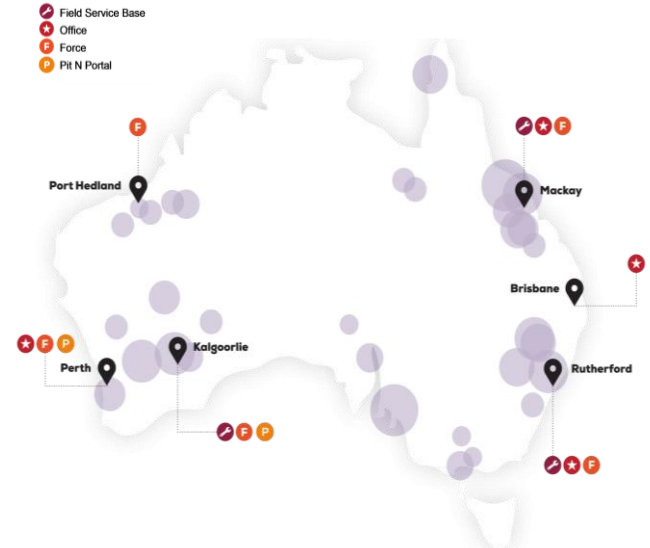 Field Service Base
Office
F Force
P Pit N Portal
F
F
Port Hedland
Mackay
Brisbane
F P
Kalgoorlie
Perth
Rutherford
F P
F